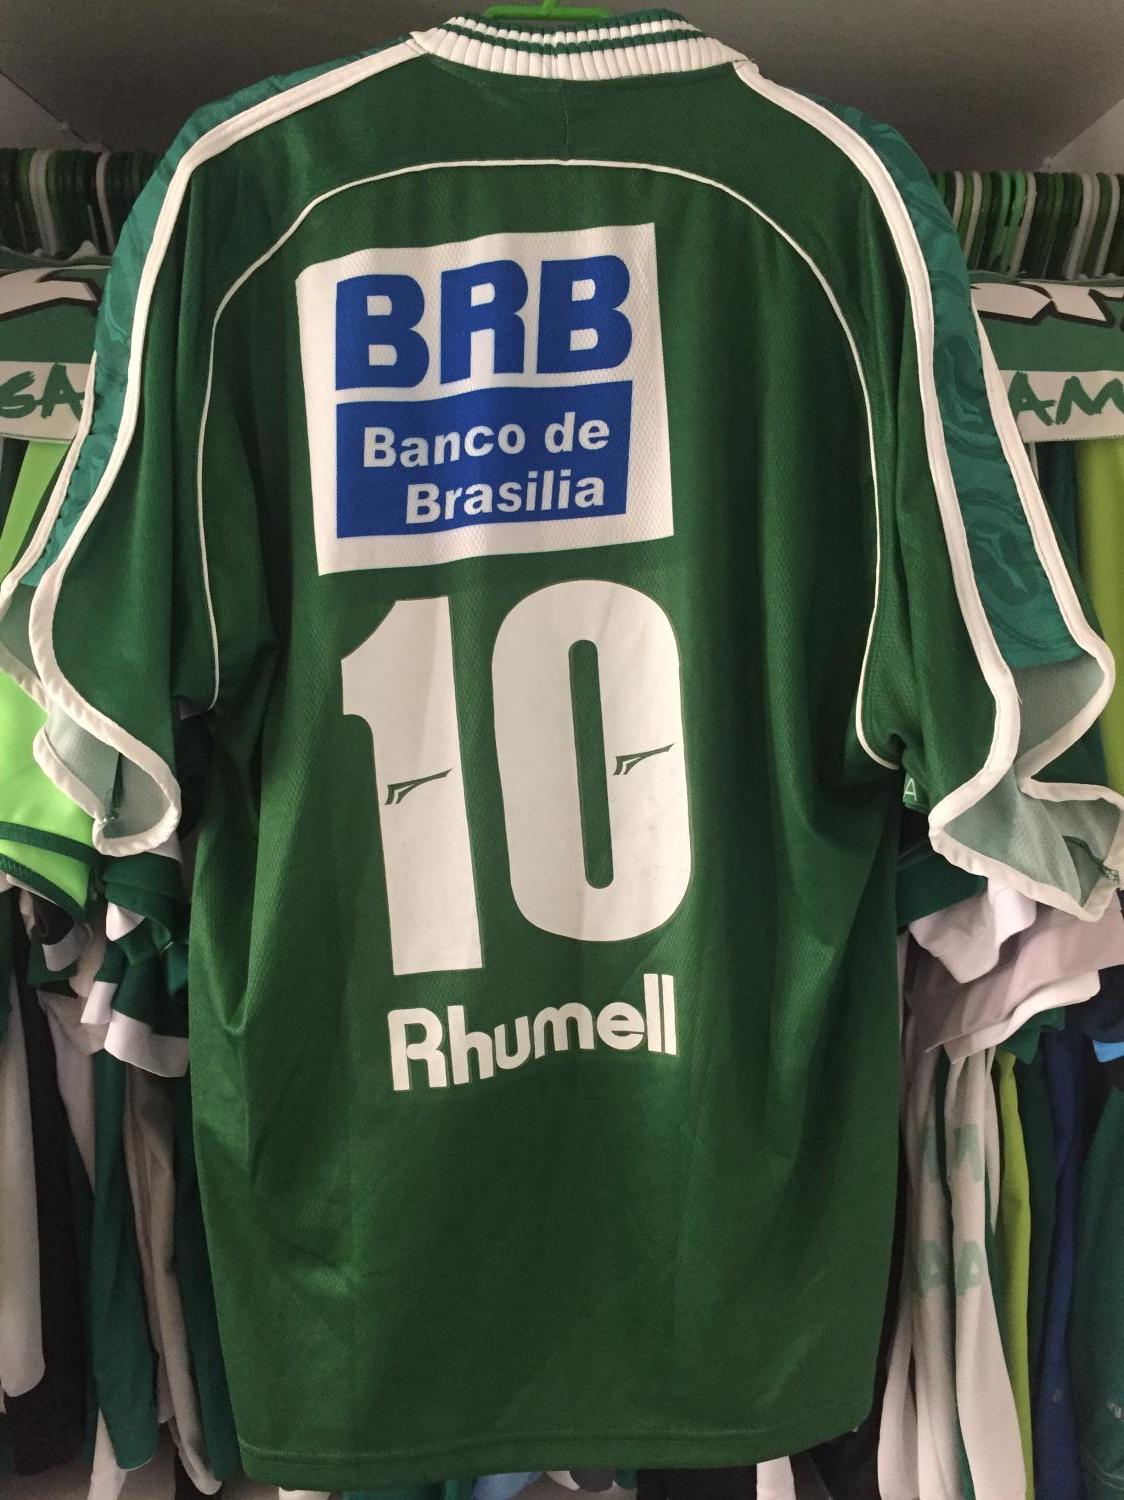 BRB
Banco de
Brasilia
10
Rhumell